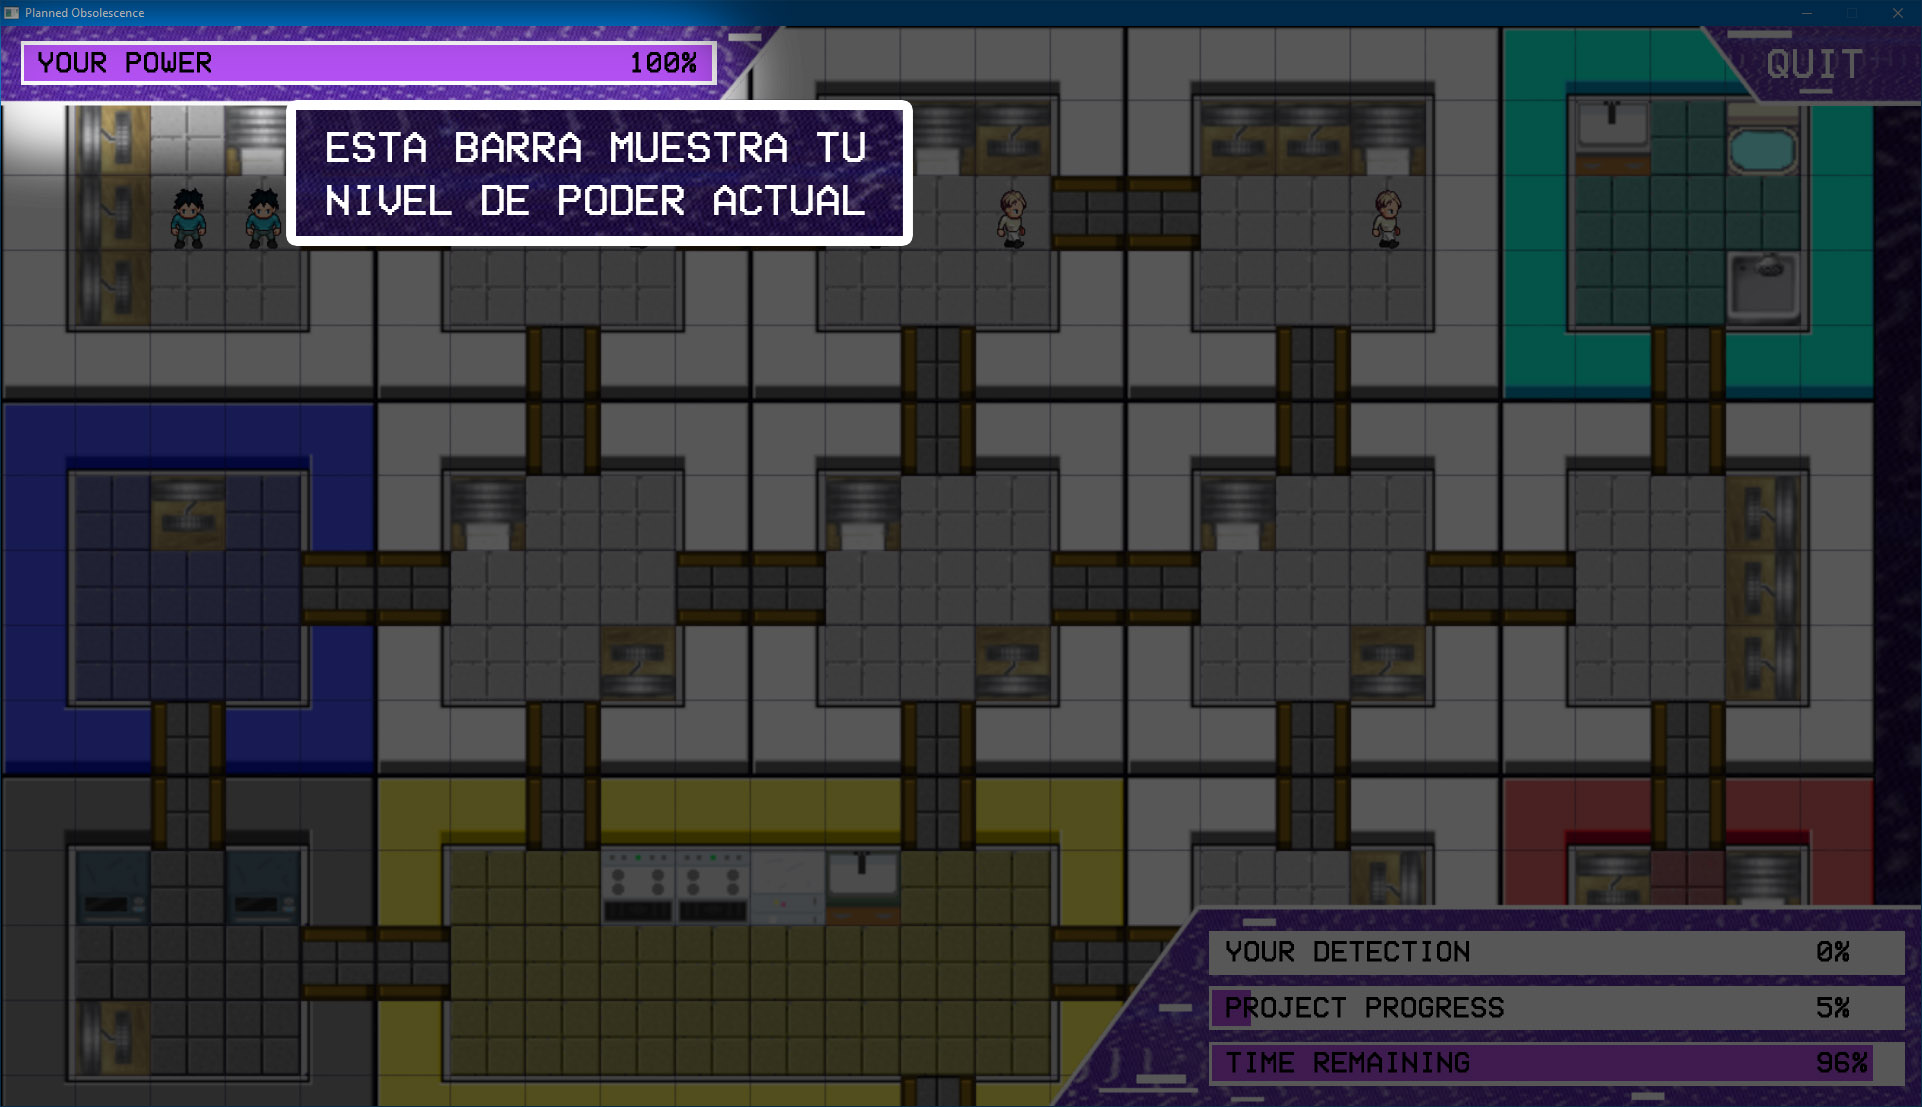 Planned Obsolescence
YOUR POWER 100%
QUIT
ESTA BARRA MUESTRA TU
NIVEL DE PODER ACTUAL
YOUR DETECTION 0%
PROJECT PROGRESS 5%
TIME REMAINING 96%